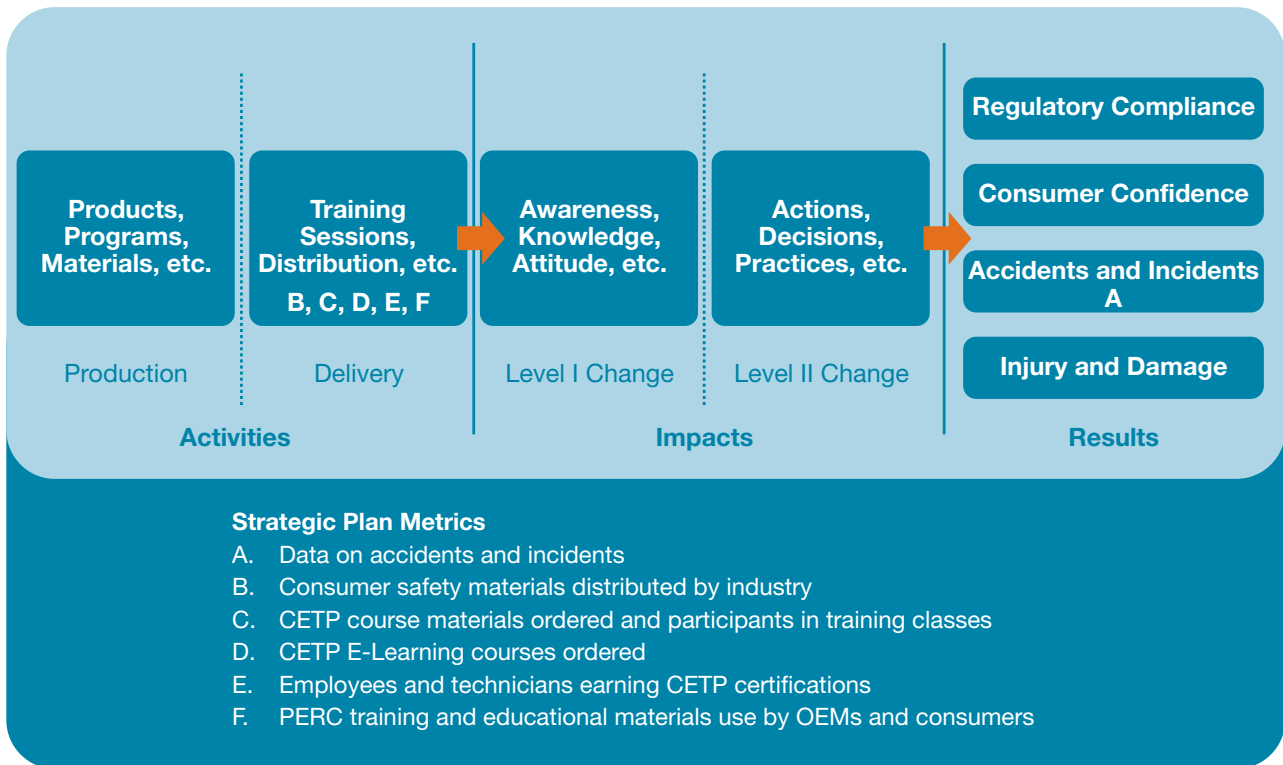 Products,
Programs,
Materials, etc.
Production
Training
Sessions,
Distribution, etc.
B, C, D, E, F
Delivery
Activities
Awareness,
Knowledge,
Attitude, etc.
Level I Change
Actions,
Decisions,
Practices, etc.
Level II Change
Impacts
Regulatory Compliance
Consumer Confidence
Accidents and Incidents
A
Injury and Damage
Results
Strategic Plan Metrics
A. Data on accidents and incidents
B. Consumer safety materials distributed by industry
C. CETP course materials ordered and participants in training classes
D. CETP E-Learning courses ordered
E. Employees and technicians earning CETP certifications
F. PERC training and educational materials use by OEMs and consumers